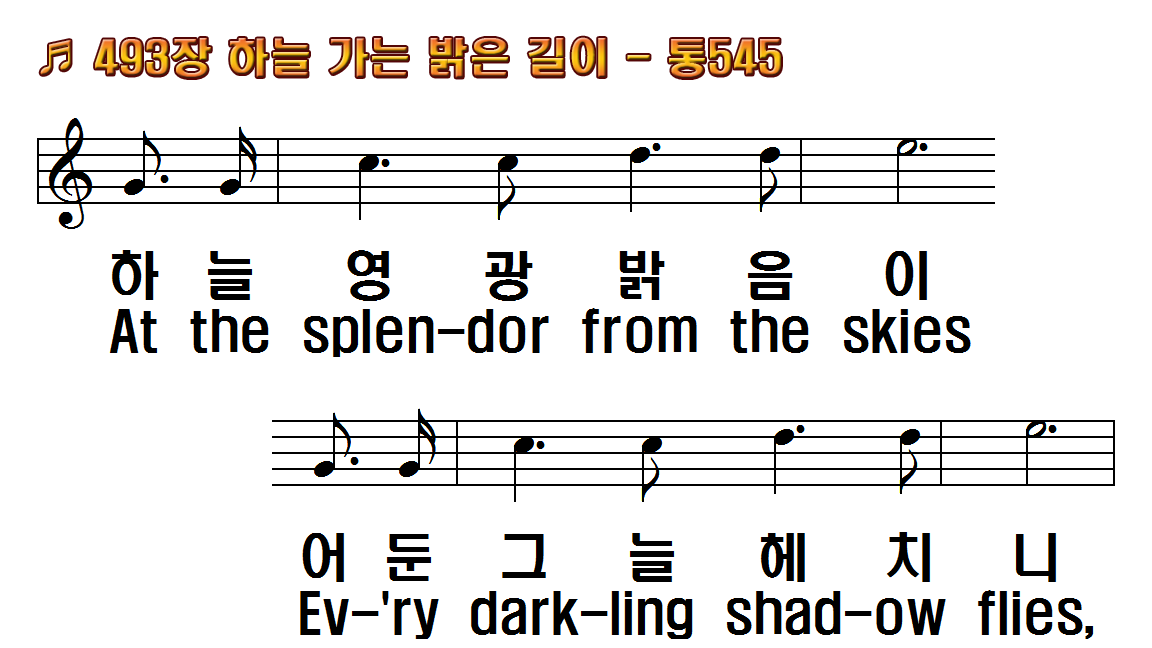 ♬ 493장 하늘 가는 밝은 길이 - 통545
하 늘 영 광 밝 음 이
At the splen-dor from the skies
어 둔 그 늘 헤 치 니
Ev-'ry dark-ling shad-ow flies,